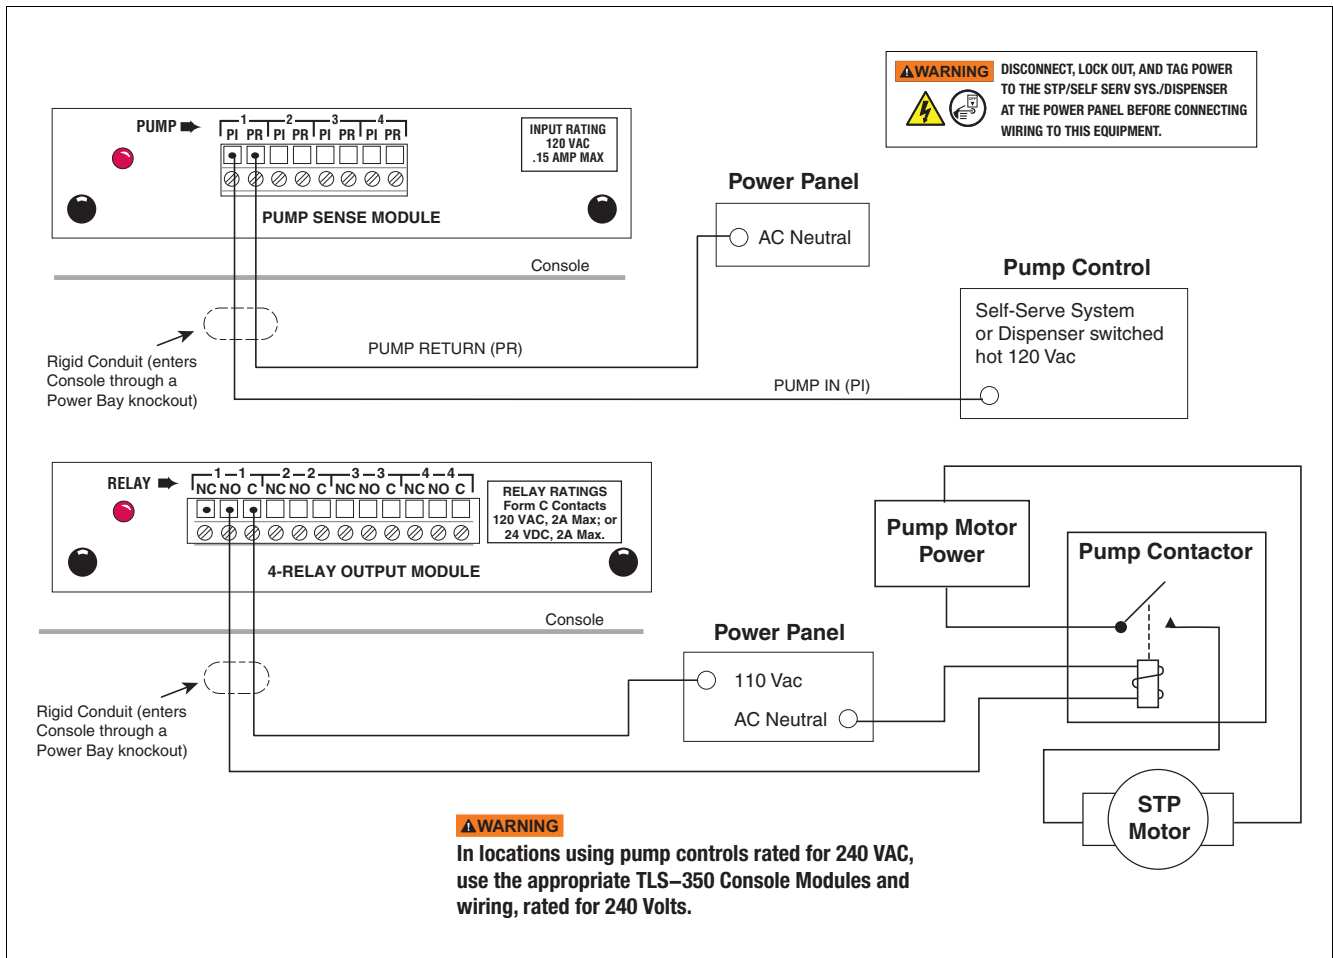 WARNING
DISCONNECT, LOCK OUT, AND TAG POWER
TO THE STP/SELF SERV SYS./DISPENSER
AT THE POWER PANEL BEFORE CONNECTING
WIRING TO THIS EQUIPMENT.
OFF
PUMP
1 2 3 4
PI PR PI PR PI PR PI PR
INPUT RATING
120 VAC
.15 AMP MAX
PUMP SENSE MODULE
Console
Power Panel
AC Neutral
Pump Control
Self-Serve System
or Dispenser switched
hot 120 Vac
Rigid Conduit (enters
Console through a
Power Bay knockout)
PUMP RETURN (PR)
PUMP IN (PI)
RELAY
1 1 2 2 3 3 4 4
NC NO C NC NO C NC NO C NC NO C
RELAY RATINGS
Form C Contacts
120 VAC, 2A Max; or
24 VDC, 2A Max.
4-RELAY OUTPUT MODULE
Console
Rigid Conduit (enters
Console through a
Power Bay knockout)
Power Panel
110 Vac
AC Neutral
Pump Motor
Power
Pump Contactor
STP
Motor
WARNING
In locations using pump controls rated for 240 VAC,
use the appropriate TLS–350 Console Modules and
wiring, rated for 240 Volts.